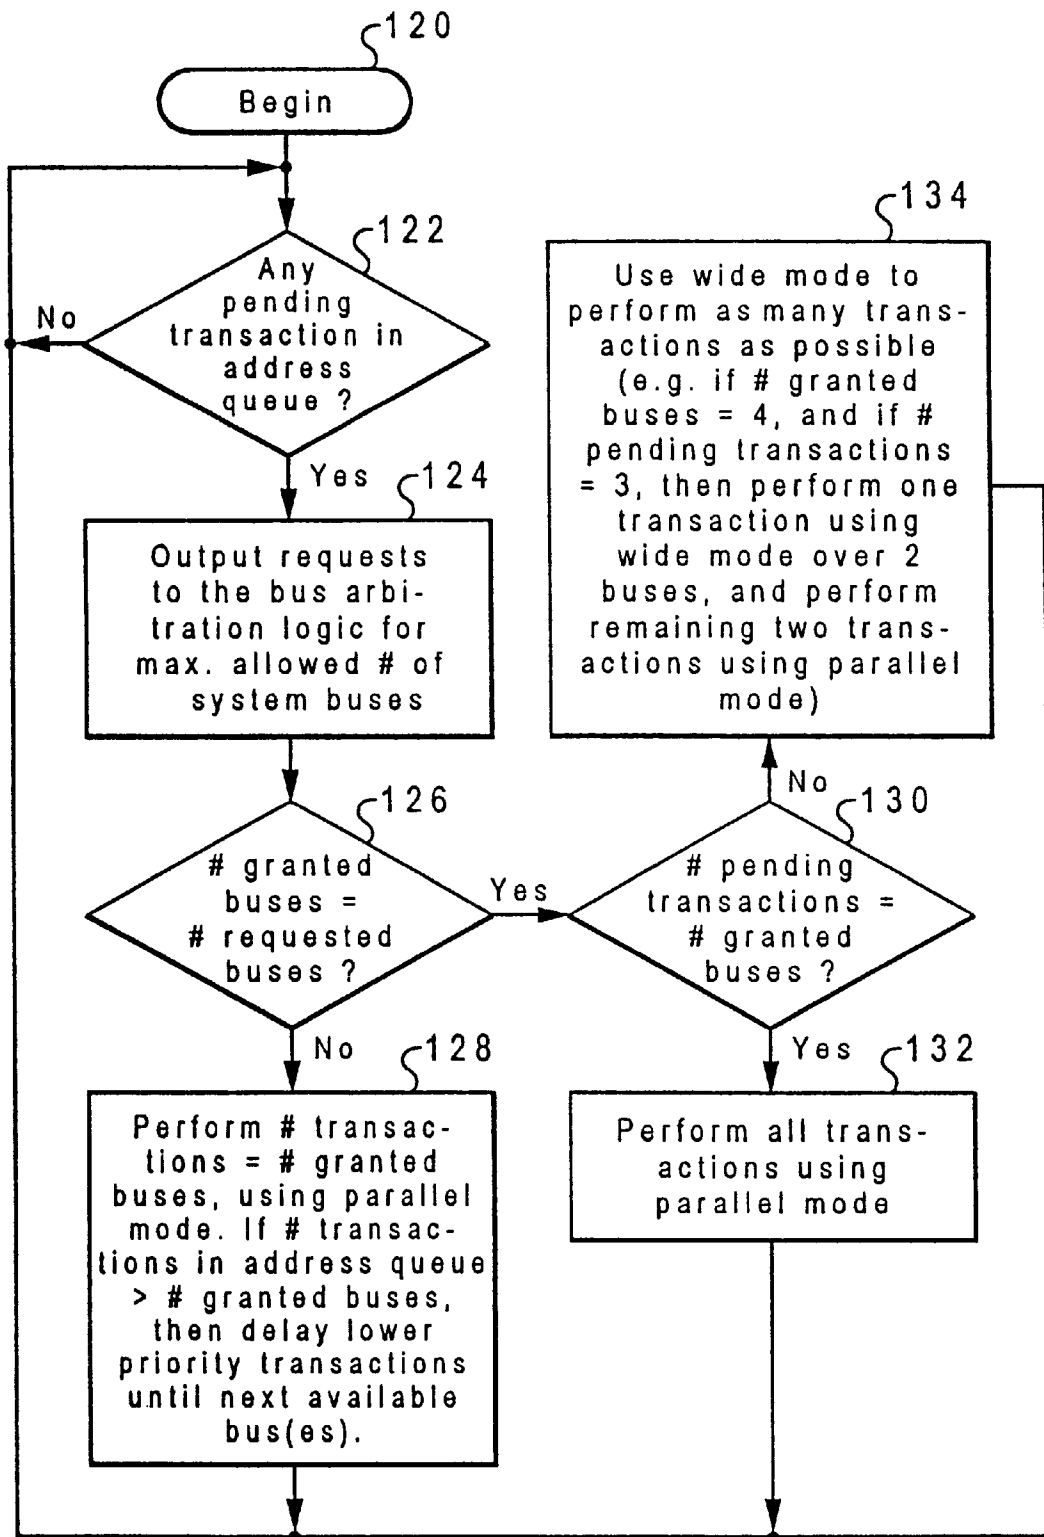 120
Begin
122
Any
pending
transaction in
address
queue ?
No
Yes
124
Output requests
to the bus arbi-
tration logic for
max. allowed # of
system buses
126
# granted
buses =
# requested
buses ?
Yes
No
128
Perform # transac-
tions = # granted
buses, using parallel
mode. If # transac-
tions in address queue
> # granted buses,
then delay lower
priority transactions
until next available
bus(es).
134
Use wide mode to
perform as many trans-
actions as possible
(e.g. if # granted
buses = 4, and if #
pending transactions
= 3, then perform one
transaction using
wide mode over 2
buses, and perform
remaining two trans-
actions using parallel
mode)
No
130
# pending
transactions =
# granted
buses ?
Yes
132
Perform all trans-
actions using
parallel mode